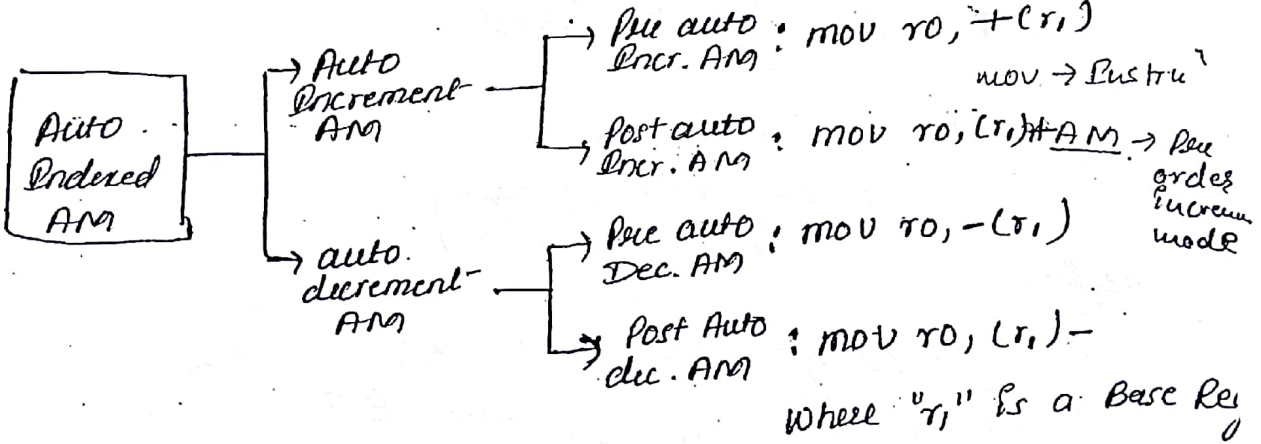 Auto
Indexed
AM
Auto
Increment
AM
auto.
decrement
AM
Pre auto : mov r0, +(r1)
Incr. AM
mov → Instru
Post auto : mov r0, (r1)+
Incr. AM
AM → Pre
order
increm
mode
Pre auto : mov r0, -(r1)
Dec. AM
Post Auto : mov r0, (r1)-
dec. AM
Where "r1" is a Base Reg